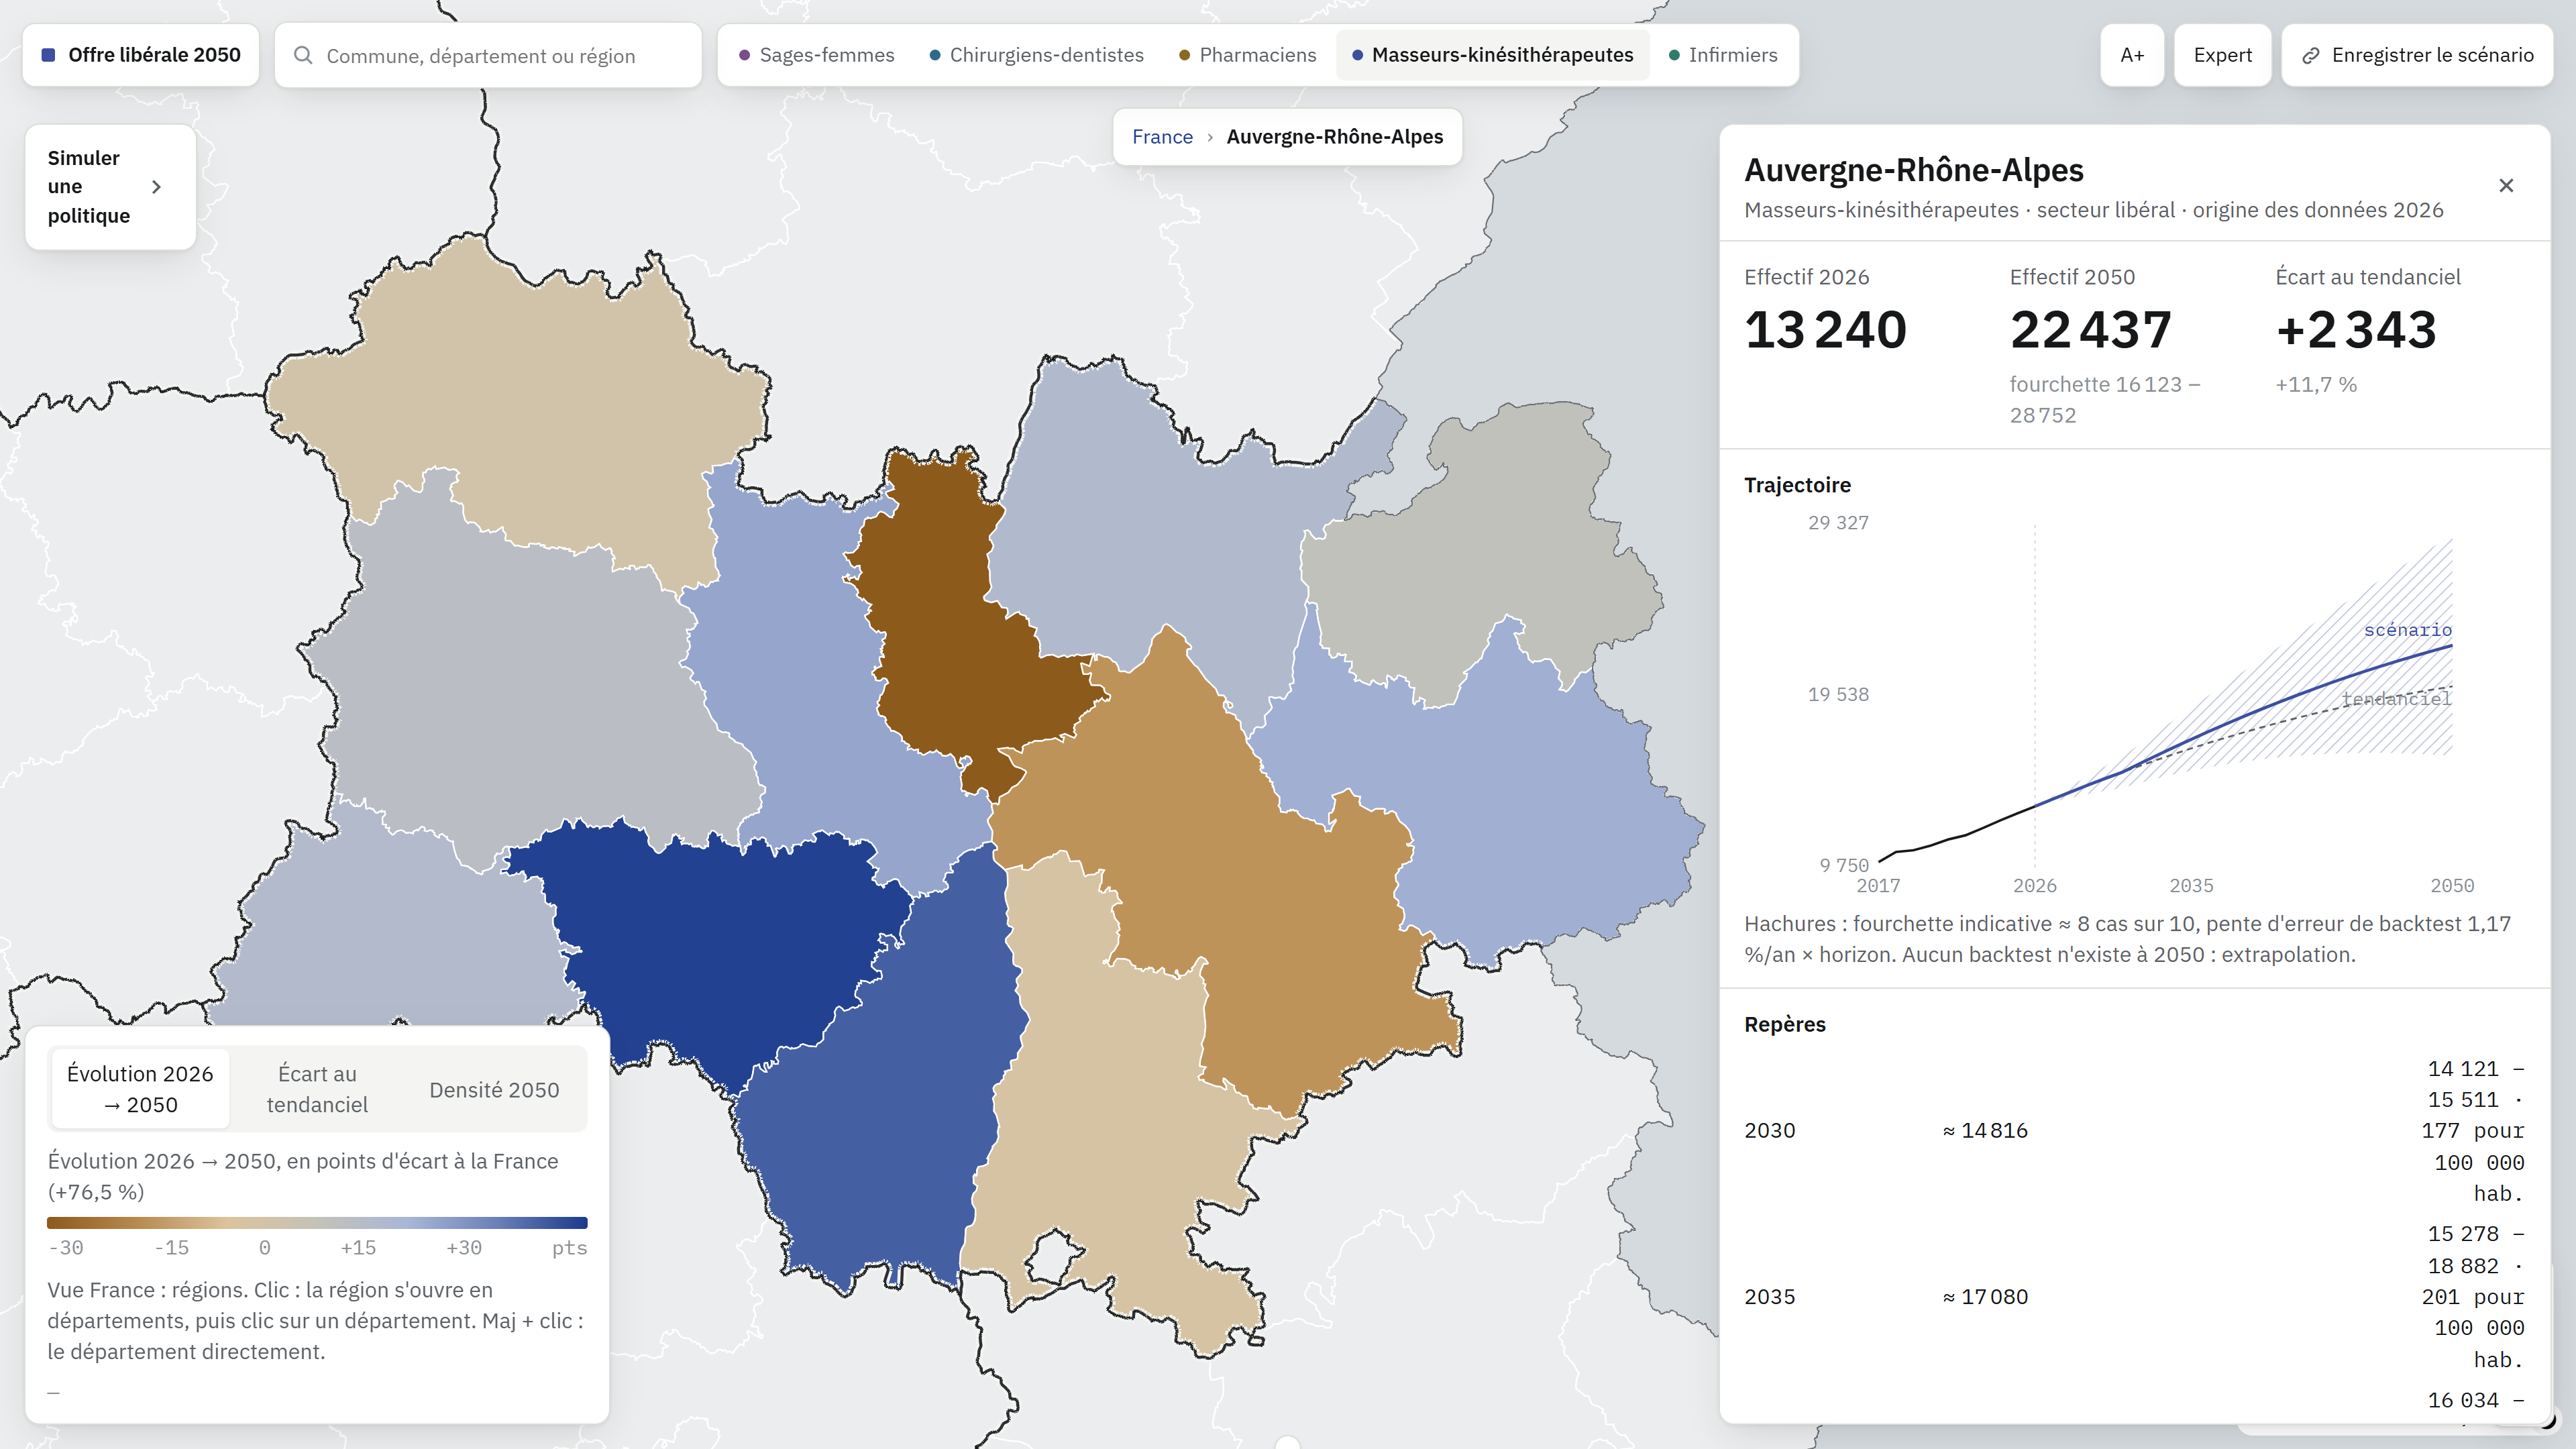 Offre libérale 2050
Commune, département ou région
Sages-femmes
Chirurgiens-dentistes
Pharmaciens
Masseurs-kinésithérapeutes
Infirmiers
A+
Expert
Enregistrer le scénario
Simuler
une
politique
France › Auvergne-Rhône-Alpes
Auvergne-Rhône-Alpes
Masseurs-kinésithérapeutes · secteur libéral · origine des données 2026
Effectif 2026
13 240
Effectif 2050
22 437
fourchette 16 123 –
28 752
Écart au tendanciel
+2 343
+11,7 %
Trajectoire
29 327
19 538
9 750
scénario
tendanciel
2017
2026
2035
2050
Hachures : fourchette indicative ≈ 8 cas sur 10, pente d'erreur de backtest 1,17
%/an × horizon. Aucun backtest n'existe à 2050 : extrapolation.
Repères
2030
≈ 14 816
14 121 –
15 511 ·
177 pour
100 000
hab.
2035
≈ 17 080
15 278 –
18 882 ·
201 pour
100 000
hab.
16 034 –
Évolution 2026
→ 2050
Écart au
tendanciel
Densité 2050
Évolution 2026 → 2050, en points d'écart à la France
(+76,5 %)
-30
-15
0
+15
+30
pts
Vue France : régions. Clic : la région s'ouvre en
départements, puis clic sur un département. Maj + clic :
le département directement.
—